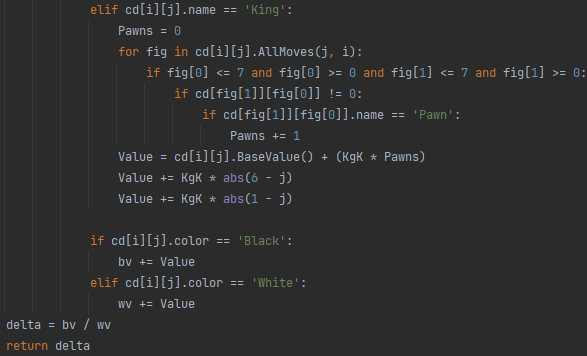 elif cd[i][j].name == 'King':
Pawns = 0
for fig in cd[i][j].AllMoves(j, i):
if fig[0] <= 7 and fig[0] >= 0 and fig[1] <= 7 and fig[1] >= 0:
if cd[fig[1]][fig[0]] != 0:
if cd[fig[1]][fig[0]].name == 'Pawn':
Pawns += 1
Value = cd[i][j].BaseValue() + (KgK * Pawns)
Value += KgK * abs(6 - j)
Value += KgK * abs(1 - j)
if cd[i][j].color == 'Black':
bv += Value
elif cd[i][j].color == 'White':
wv += Value
delta = bv / wv
return delta